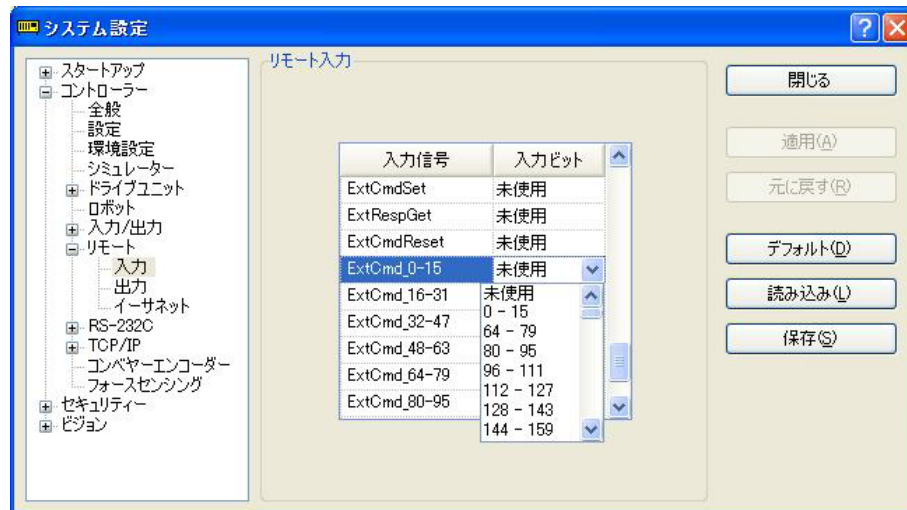 システム設定
スタートアップ
コントローラー
全般
設定
環境設定
シミュレーター
ドライブユニット
ロボット
入力/出力
リモート
入力
出力
イーサネット
RS-232C
TCP/IP
コンベヤーエンコーダー
フォースセンシング
セキュリティー
ビジョン
リモート入力
入力信号 入力ビット
ExtCmdSet 未使用
ExtRespGet 未使用
ExtCmdReset 未使用
ExtCmd_0-15 未使用
ExtCmd_16-31
ExtCmd_32-47
ExtCmd_48-63
ExtCmd_64-79
ExtCmd_80-95
未使用
0 - 15
64 - 79
80 - 95
96 - 111
112 - 127
128 - 143
144 - 159
閉じる
適用(A)
元に戻す(R)
デフォルト(D)
読み込み(L)
保存(S)